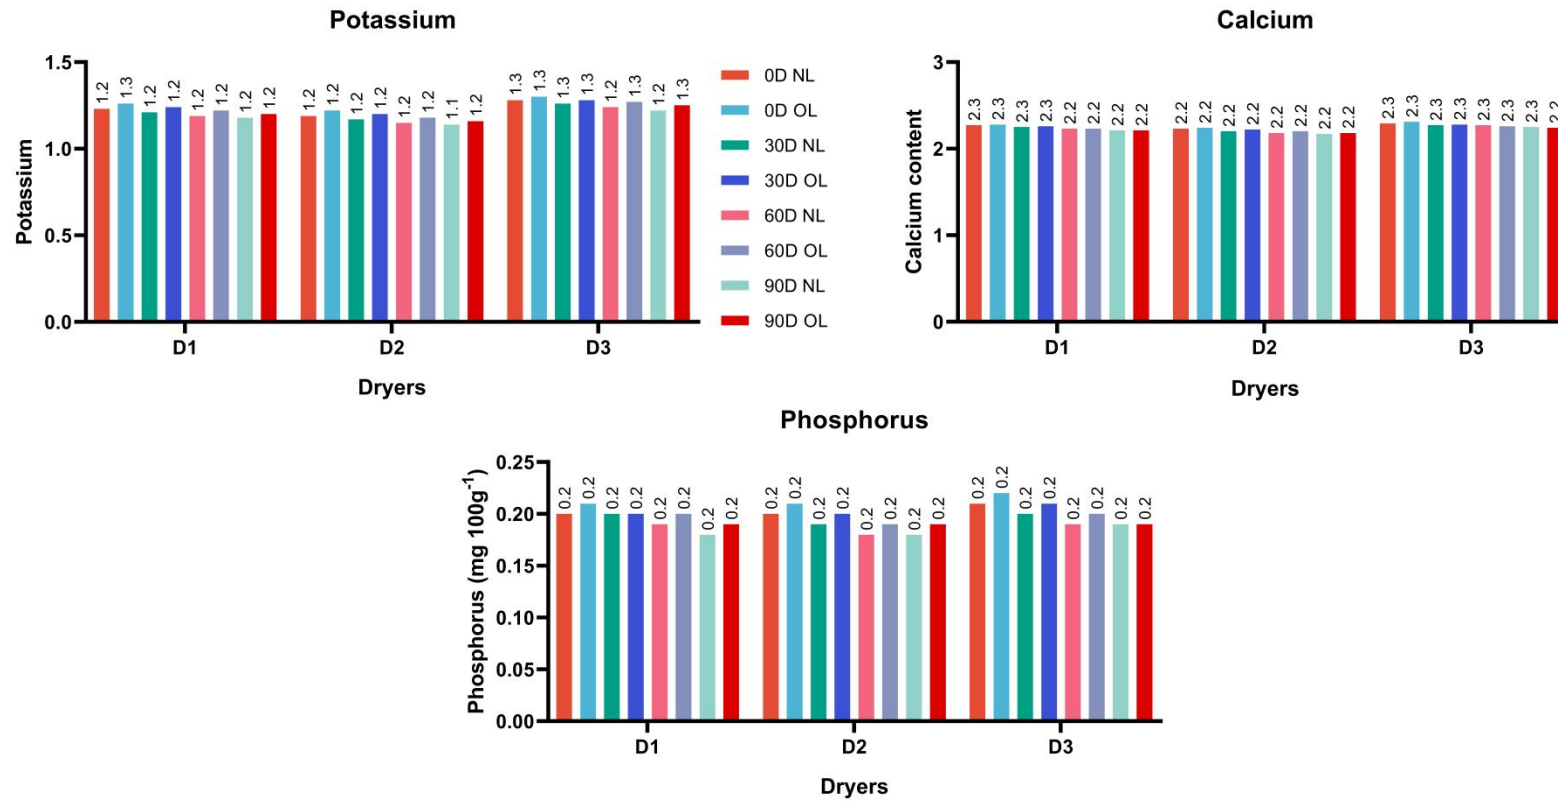 Potassium
1.5
1.0
0.5
0.0
Potassium
1.2 1.3 1.2 1.2 1.2 1.2 1.2 1.2
1.2 1.2 1.2 1.2 1.2 1.2 1.1 1.2
1.3 1.3 1.3 1.3 1.2 1.3 1.2 1.3
D1 D2 D3
Dryers
0D NL
0D OL
30D NL
30D OL
60D NL
60D OL
90D NL
90D OL
Calcium
3
2
1
0
Calcium content
2.3 2.3 2.3 2.3 2.2 2.2 2.2 2.2
2.2 2.2 2.2 2.2 2.2 2.2 2.2 2.2
2.3 2.3 2.3 2.3 2.3 2.3 2.3 2.2
D1 D2 D3
Dryers
Phosphorus
0.25
0.20
0.15
0.10
0.05
0.00
Phosphorus (mg 100g⁻¹)
0.2 0.2 0.2 0.2 0.2 0.2 0.2 0.2
0.2 0.2 0.2 0.2 0.2 0.2 0.2 0.2
0.2 0.2 0.2 0.2 0.2 0.2 0.2 0.2
D1 D2 D3
Dryers